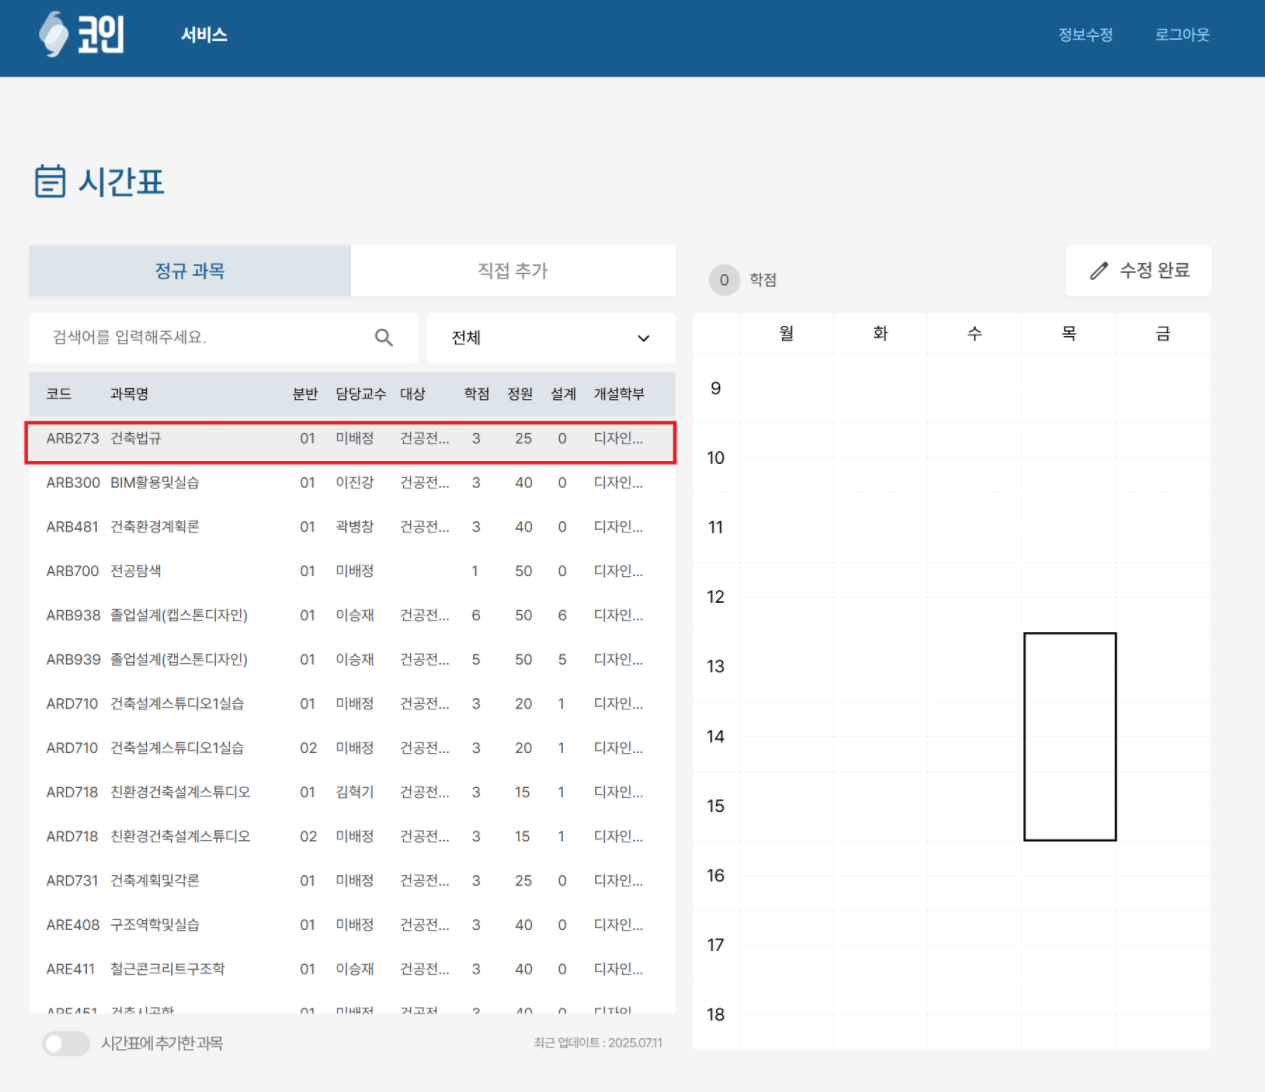 코인 서비스 정보수정 로그아웃
시간표
정규 과목 직접 추가
0 학점 수정 완료
검색어를 입력해주세요. 전체
코드 과목명 분반 담당교수 대상 학점 정원 설계 개설학부
ARB273 건축법규 01 미배정 건공전... 3 25 0 디자인...
ARB300 BIM활용및실습 01 이진강 건공전... 3 40 0 디자인...
ARB481 건축환경계획론 01 곽병창 건공전... 3 40 0 디자인...
ARB700 전공탐색 01 미배정 1 50 0 디자인...
ARB938 졸업설계(캡스톤디자인) 01 이승재 건공전... 6 50 6 디자인...
ARB939 졸업설계(캡스톤디자인) 01 이승재 건공전... 5 50 5 디자인...
ARD710 건축설계스튜디오1실습 01 미배정 건공전... 3 20 1 디자인...
ARD710 건축설계스튜디오1실습 02 미배정 건공전... 3 20 1 디자인...
ARD718 친환경건축설계스튜디오 01 김혁기 건공전... 3 15 1 디자인...
ARD718 친환경건축설계스튜디오 02 미배정 건공전... 3 15 1 디자인...
ARD731 건축계획및각론 01 미배정 건공전... 3 25 0 디자인...
ARE408 구조역학및실습 01 미배정 건공전... 3 40 0 디자인...
ARE411 철근콘크리트구조학 01 이승재 건공전... 3 40 0 디자인...
ARE451 건축시공학 01 미배정 건공전... 3 40 0 디자인...
시간표에 추가한 과목 최근 업데이트 : 2025.07.11
월 화 수 목 금
9
10
11
12
13
14
15
16
17
18